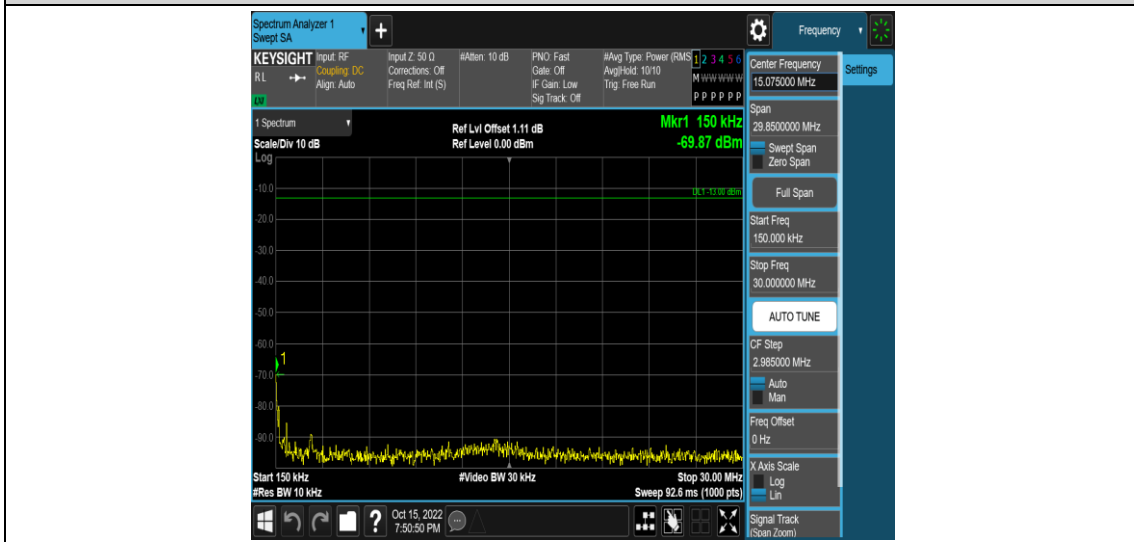 Spectrum Analyzer 1
Swept SA
+
Frequency
KEYSIGHT
RL
Input: RF
Coupling: DC
Align: Auto
Input Z: 50 Ω
Corrections: Off
Freq Ref: Int (S)
#Atten: 10 dB
PNO: Fast
Gate: Off
IF Gain: Low
Sig Track: Off
#Avg Type: Power (RMS
Avg|Hold: 10/10
Trig: Free Run
1 2 3 4 5 6
M W W W W W
P P P P P P
1 Spectrum
Scale/Div 10 dB
Ref Lvl Offset 1.11 dB
Ref Level 0.00 dBm
Mkr1 150 kHz
-69.87 dBm
Log
DL1 -13.00 dBm
-10.0
-20.0
-30.0
-40.0
-50.0
-60.0
-70.0
-80.0
-90.0
1
Start 150 kHz
#Res BW 10 kHz
#Video BW 30 kHz
Stop 30.00 MHz
Sweep 92.6 ms (1000 pts)
?
Oct 15, 2022
7:50:50 PM
Center Frequency
15.075000 MHz
Settings
Span
29.8500000 MHz
Swept Span
Zero Span
Full Span
Start Freq
150.000 kHz
Stop Freq
30.000000 MHz
AUTO TUNE
CF Step
2.985000 MHz
Auto
Man
Freq Offset
0 Hz
X Axis Scale
Log
Lin
Signal Track
(Span Zoom)